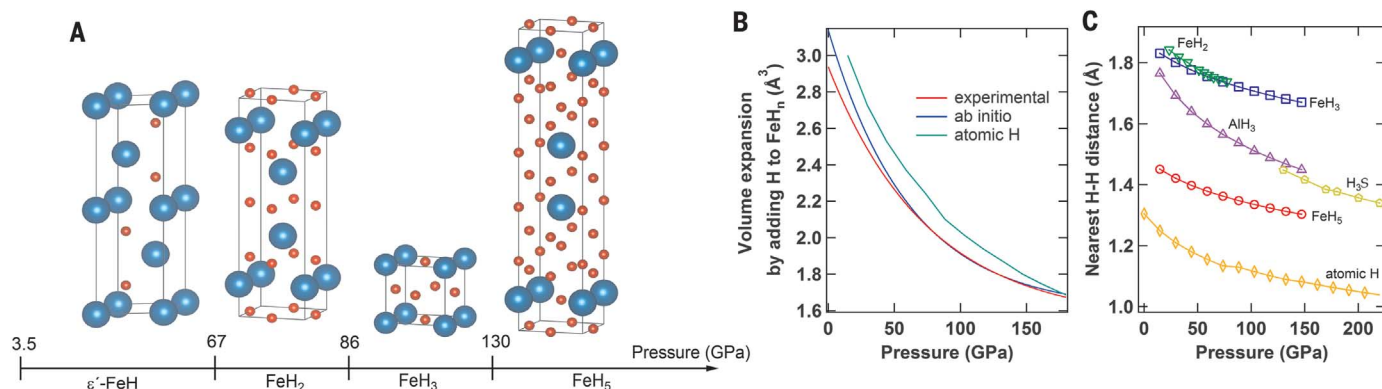 A
3.5
67
86
130
Pressure (GPa)
ε′-FeH
FeH₂
FeH₃
FeH₅
B
Volume expansion
by adding H to FeHₙ (Å³)
3.0
2.8
2.6
2.4
2.2
2.0
1.8
1.6
experimental
ab initio
atomic H
0
50
100
150
Pressure (GPa)
C
Nearest H-H distance (Å)
2.0
1.8
1.6
1.4
1.2
1.0
FeH₂
FeH₃
AlH₃
H₃S
FeH₅
atomic H
0
50
100
150
200
Pressure (GPa)